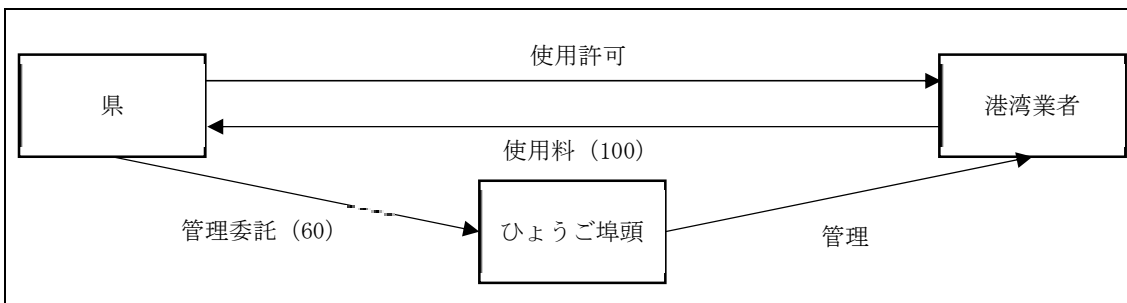 使用許可
県
港湾業者
使用料（100）
管理委託（60）
ひょうご埠頭
管理